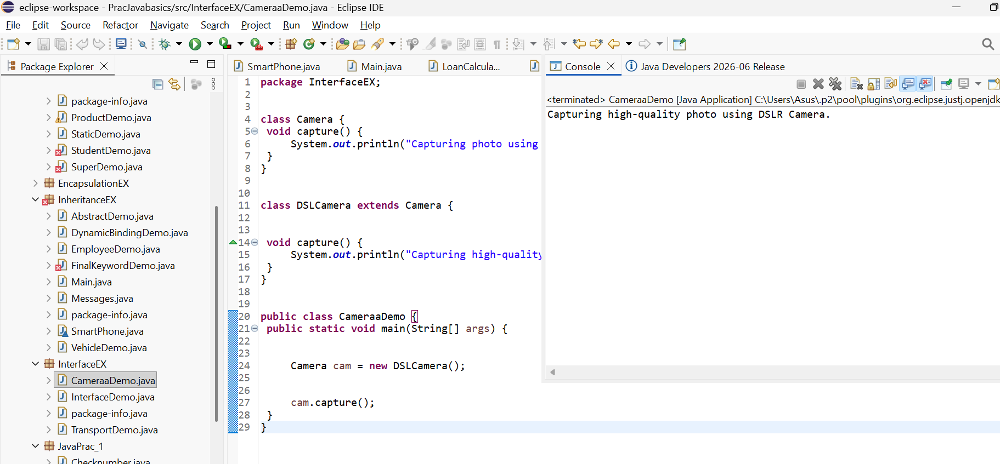 eclipse-workspace - PracJavabasics/src/InterfaceEX/CameraaDemo.java - Eclipse IDE
File Edit Source Refactor Navigate Search Project Run Window Help
Package Explorer
package-info.java
ProductDemo.java
StaticDemo.java
StudentDemo.java
SuperDemo.java
EncapsulationEX
InheritanceEX
AbstractDemo.java
DynamicBindingDemo.java
EmployeeDemo.java
FinalKeywordDemo.java
Main.java
Messages.java
package-info.java
SmartPhone.java
VehicleDemo.java
InterfaceEX
CameraaDemo.java
InterfaceDemo.java
package-info.java
TransportDemo.java
JavaPrac_1
Checknumber.java
SmartPhone.java Main.java LoanCalcula...
1 package InterfaceEX;
2
3
4 class Camera {
5 void capture() {
6 System.out.println("Capturing photo using
7 }
8 }
9
10
11 class DSLCamera extends Camera {
12
13
14 void capture() {
15 System.out.println("Capturing high-quality
16 }
17 }
18
19
20 public class CameraaDemo {
21 public static void main(String[] args) {
22
23
24 Camera cam = new DSLCamera();
25
26
27 cam.capture();
28 }
29 }
Console Java Developers 2026-06 Release
<terminated> CameraaDemo [Java Application] C:\Users\Asus\.p2\pool\plugins\org.eclipse.justj.openjdk
Capturing high-quality photo using DSLR Camera.